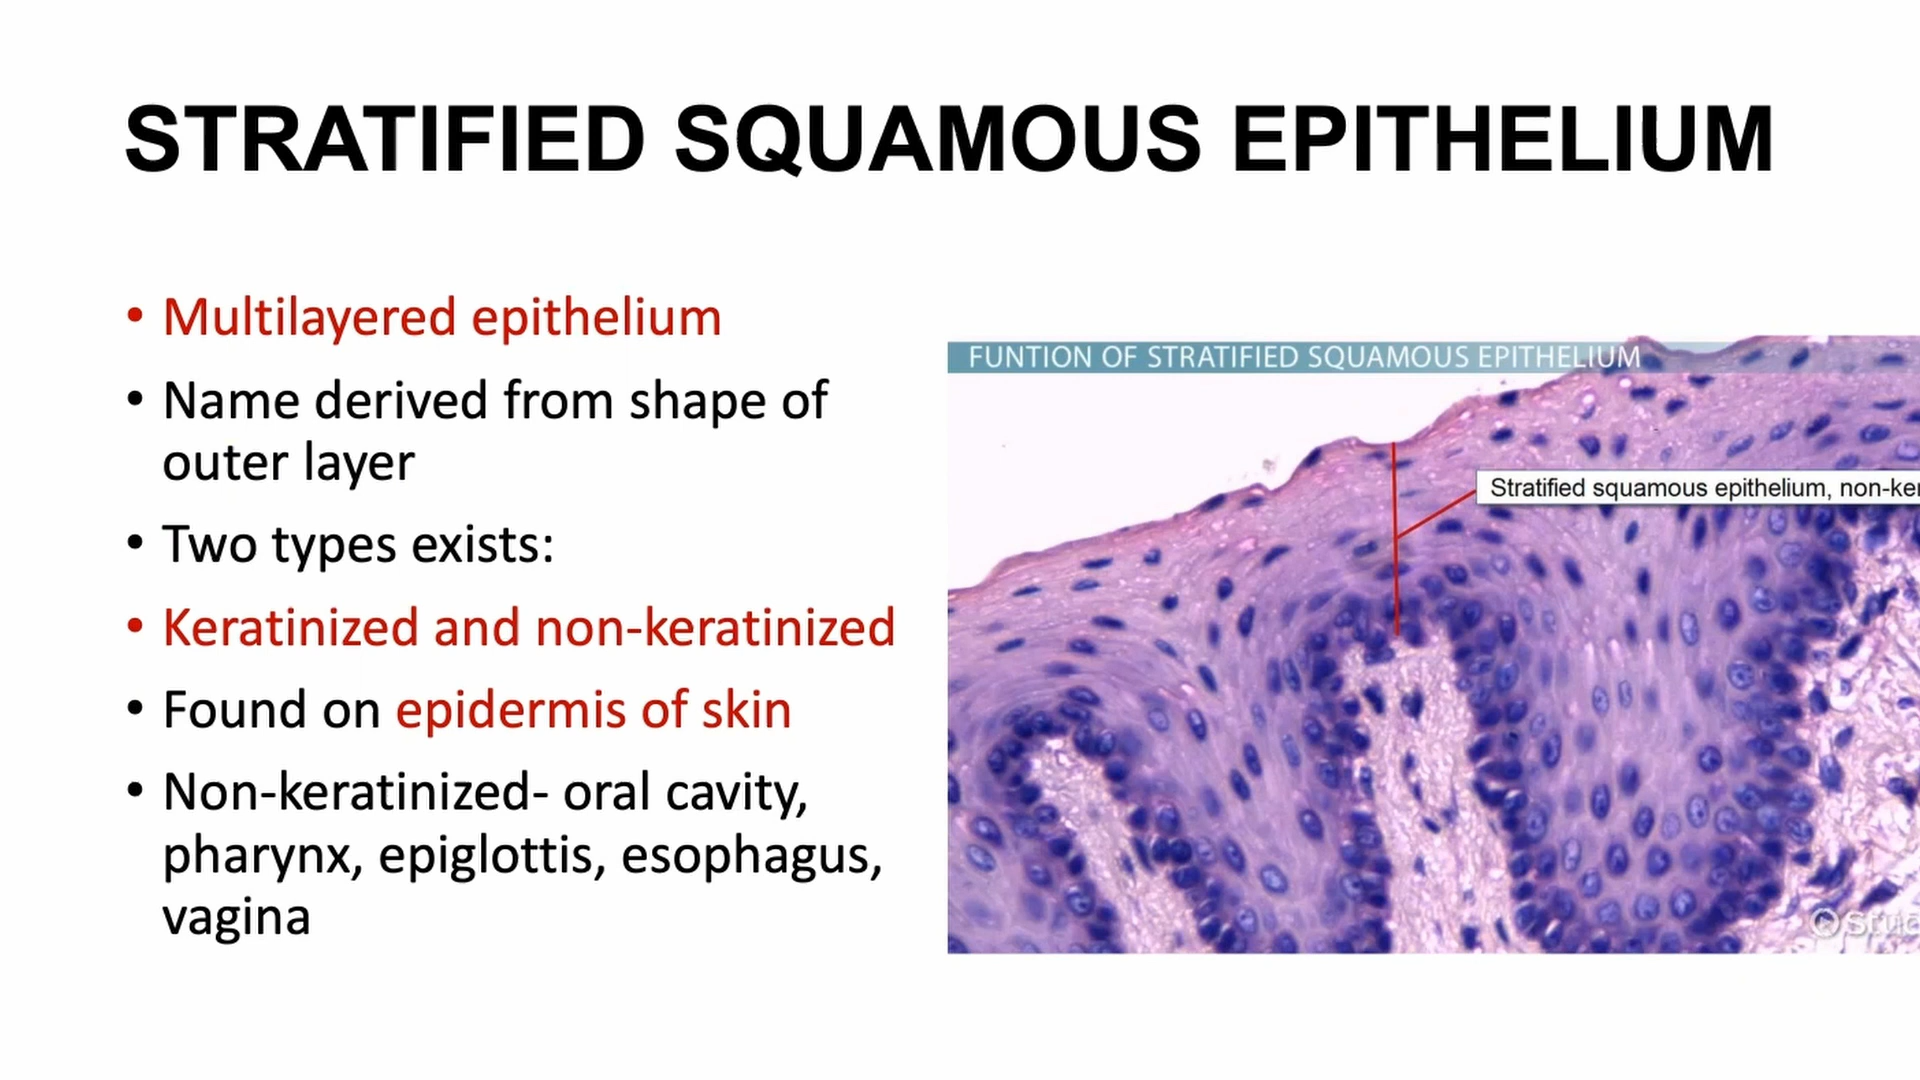 STRATIFIED SQUAMOUS EPITHELIUM
• Multilayered epithelium
• Name derived from shape of
outer layer
• Two types exists:
• Keratinized and non-keratinized
• Found on epidermis of skin
• Non-keratinized- oral cavity,
pharynx, epiglottis, esophagus,
vagina
FUNTION OF STRATIFIED SQUAMOUS EPITHELIUM
Stratified squamous epithelium,